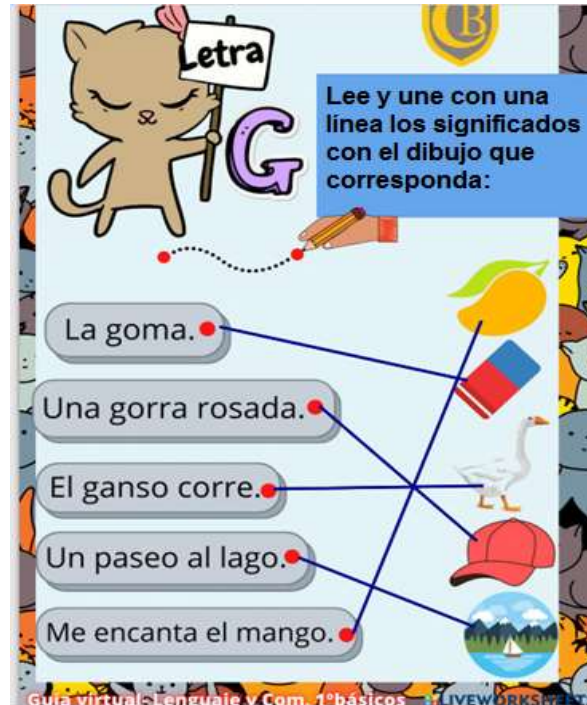 Letra
G
CB
Lee y une con una
línea los significados
con el dibujo que
corresponda:
La goma.
Una gorra rosada.
El ganso corre.
Un paseo al lago.
Me encanta el mango.
Guía virtual- Lenguaje y Com. 1°básicos
LIVEWORKSHEETS